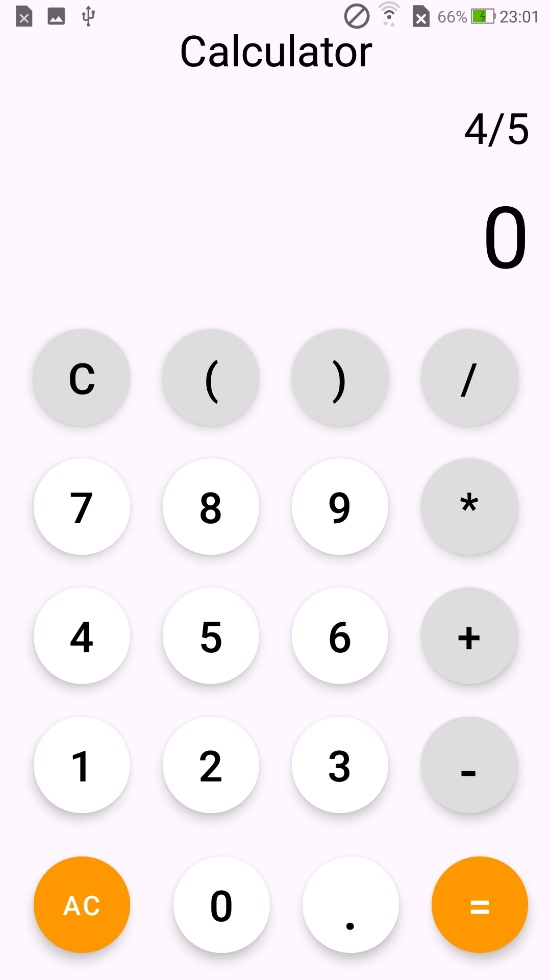 66% 23:01
Calculator
4/5
0
C ( ) /
7 8 9 *
4 5 6 +
1 2 3 -
AC 0 . =